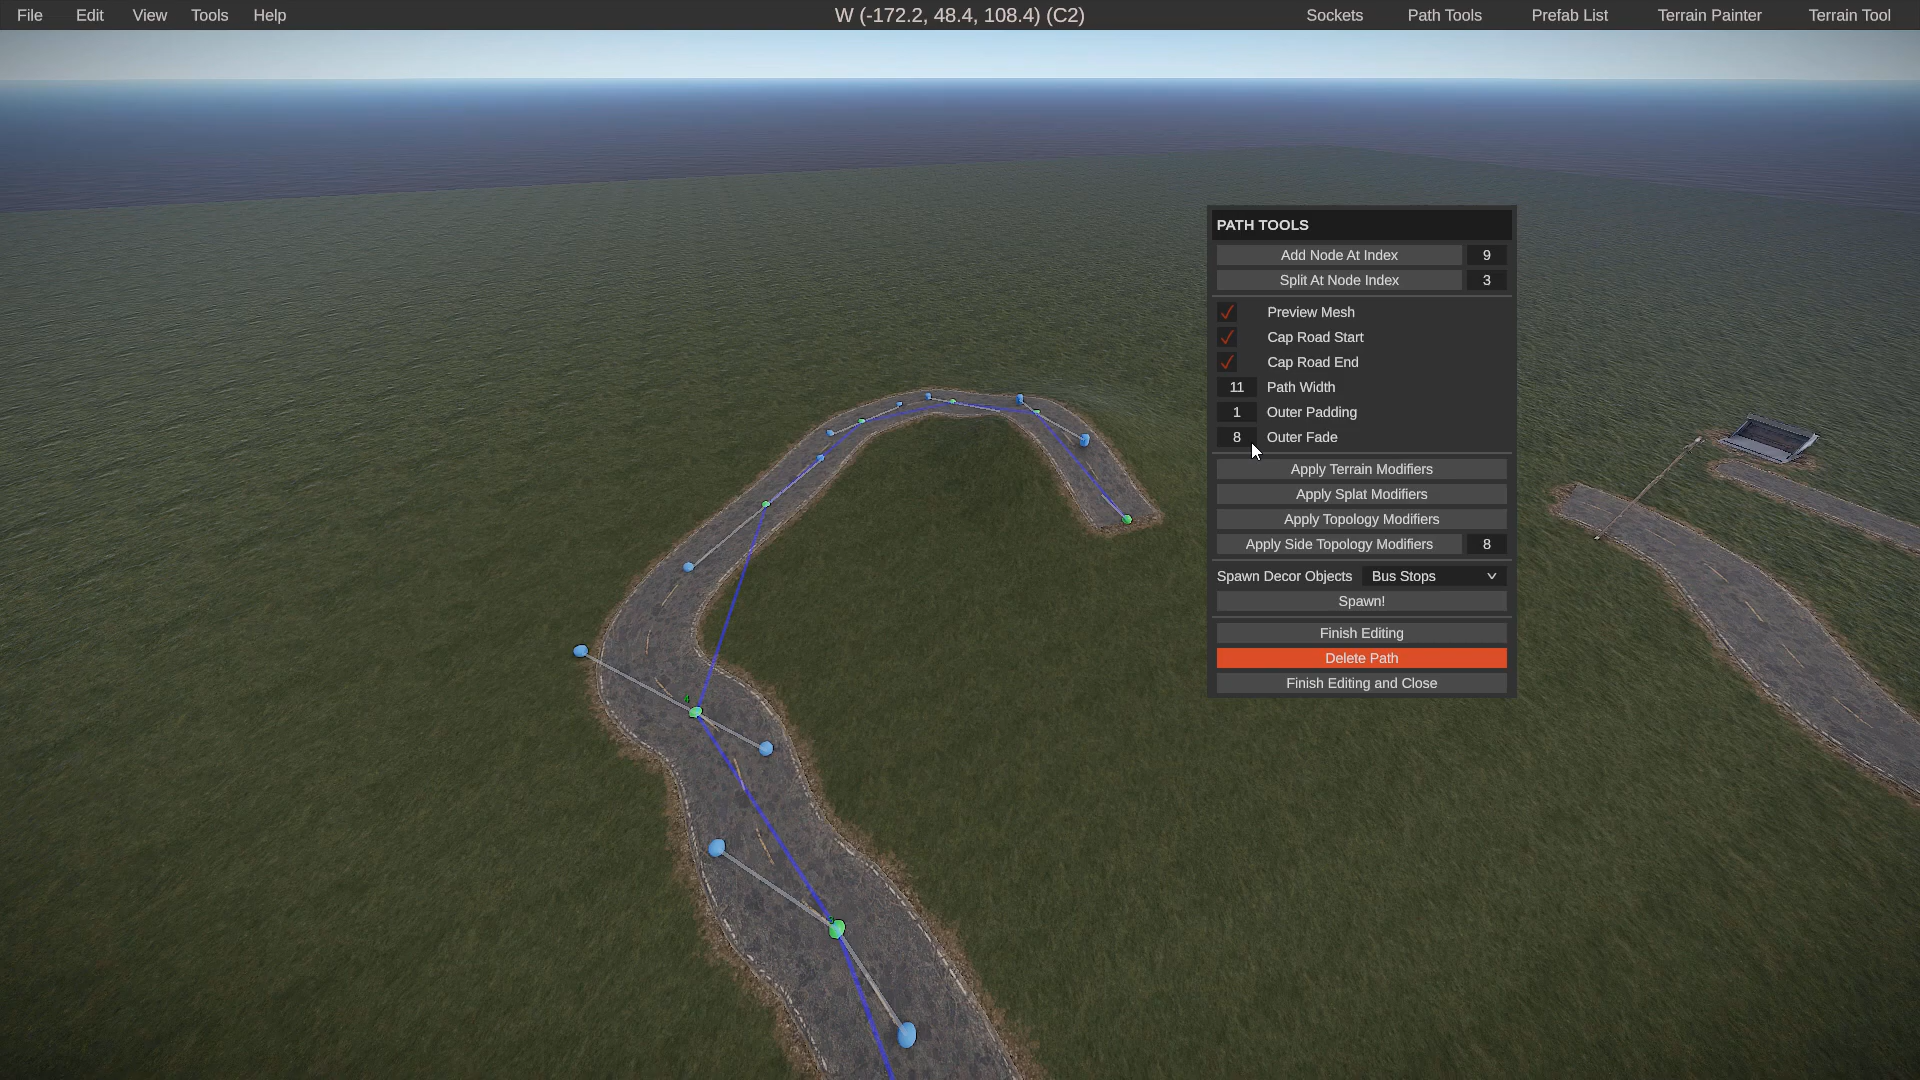 File Edit View Tools Help W (-172.2, 48.4, 108.4) (C2) Sockets Path Tools Prefab List Terrain Painter Terrain Tool
PATH TOOLS
Add Node At Index 9
Split At Node Index 3
Preview Mesh
Cap Road Start
Cap Road End
11 Path Width
1 Outer Padding
8 Outer Fade
Apply Terrain Modifiers
Apply Splat Modifiers
Apply Topology Modifiers
Apply Side Topology Modifiers 8
Spawn Decor Objects Bus Stops
Spawn!
Finish Editing
Delete Path
Finish Editing and Close
4